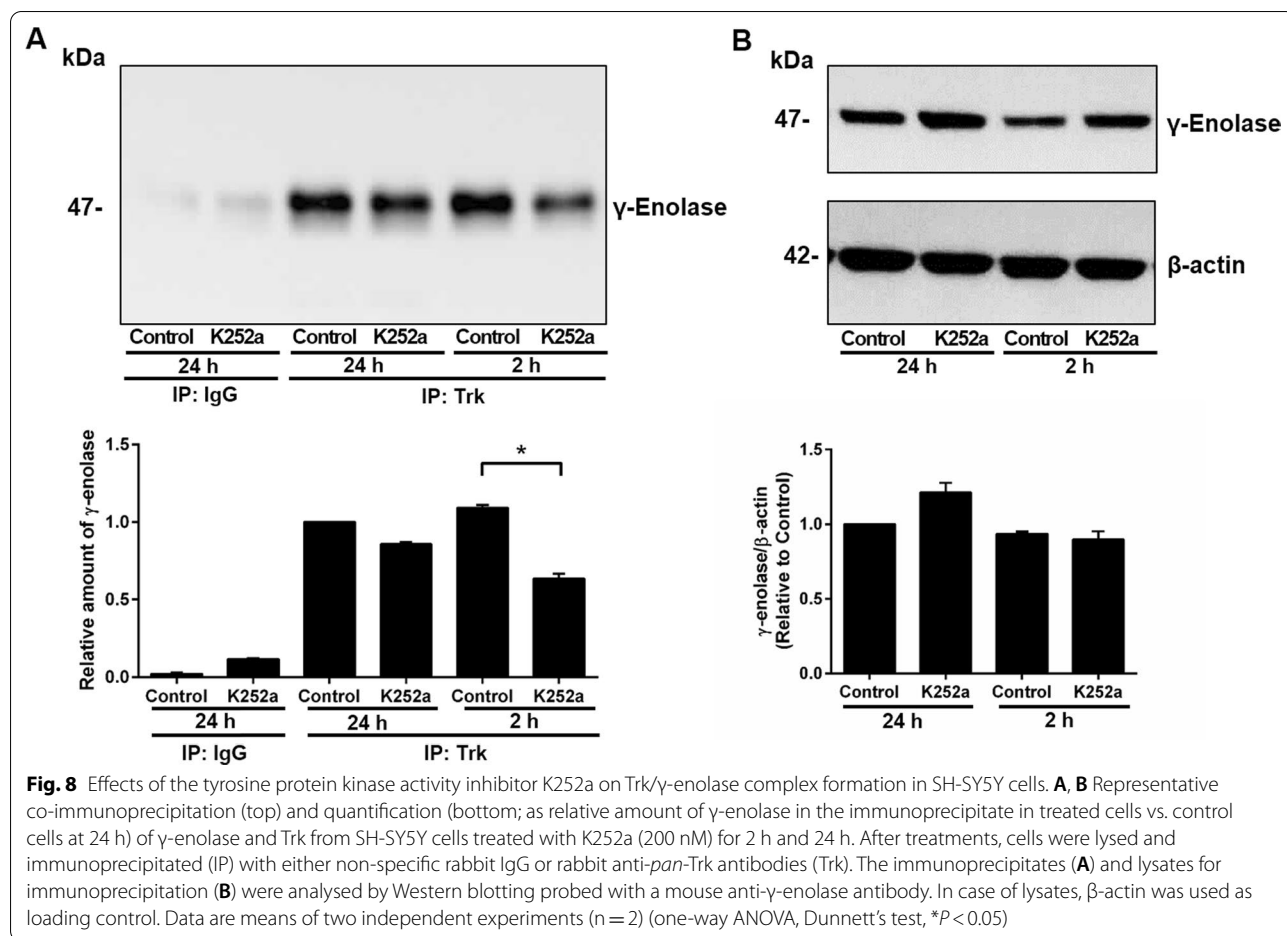 A
kDa
47-
γ-Enolase
Control K252a Control K252a Control K252a
24 h 24 h 2 h
IP: IgG IP: Trk
Relative amount of γ-enolase
1.5
1.0
0.5
0.0
*
Control K252a Control K252a Control K252a
24 h 24 h 2 h
IP: IgG IP: Trk
B
kDa
47-
γ-Enolase
42-
β-actin
Control K252a Control K252a
24 h 2 h
γ-enolase/β-actin
(Relative to Control)
1.5
1.0
0.5
0.0
Control K252a Control K252a
24 h 2 h
Fig. 8 Effects of the tyrosine protein kinase activity inhibitor K252a on Trk/γ-enolase complex formation in SH-SY5Y cells. A, B Representative
co-immunoprecipitation (top) and quantification (bottom; as relative amount of γ-enolase in the immunoprecipitate in treated cells vs. control
cells at 24 h) of γ-enolase and Trk from SH-SY5Y cells treated with K252a (200 nM) for 2 h and 24 h. After treatments, cells were lysed and
immunoprecipitated (IP) with either non-specific rabbit IgG or rabbit anti-pan-Trk antibodies (Trk). The immunoprecipitates (A) and lysates for
immunoprecipitation (B) were analysed by Western blotting probed with a mouse anti-γ-enolase antibody. In case of lysates, β-actin was used as
loading control. Data are means of two independent experiments (n = 2) (one-way ANOVA, Dunnett's test, *P < 0.05)